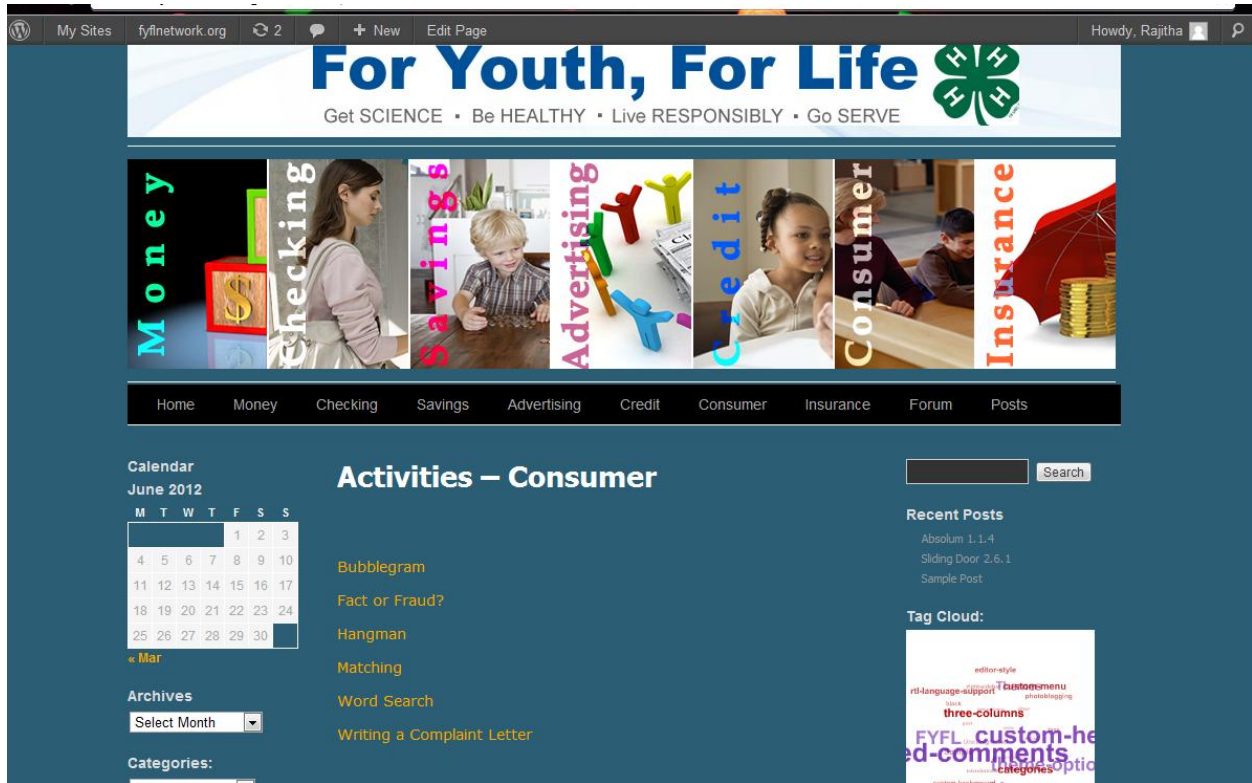 My Sites fyflnetwork.org 2 + New Edit Page Howdy, Rajitha
For Youth, For Life
H H H H
Get SCIENCE • Be HEALTHY • Live RESPONSIBLY • Go SERVE
Money
Checking
Savings
Advertising
Credit
Consumer
Insurance
Home Money Checking Savings Advertising Credit Consumer Insurance Forum Posts
Calendar
June 2012
M T W T F S S
1 2 3
4 5 6 7 8 9 10
11 12 13 14 15 16 17
18 19 20 21 22 23 24
25 26 27 28 29 30
« Mar
Archives
Select Month
Categories:
Activities – Consumer
Bubblegram
Fact or Fraud?
Hangman
Matching
Word Search
Writing a Complaint Letter
Search
Recent Posts
Absolum 1.1.4
Sliding Door 2.6.1
Sample Post
Tag Cloud:
editor-style
rtl-language-support custom-menu
photoblogging
black
three-columns
FYFL custom-he
ed-comments
theme-optio
categories